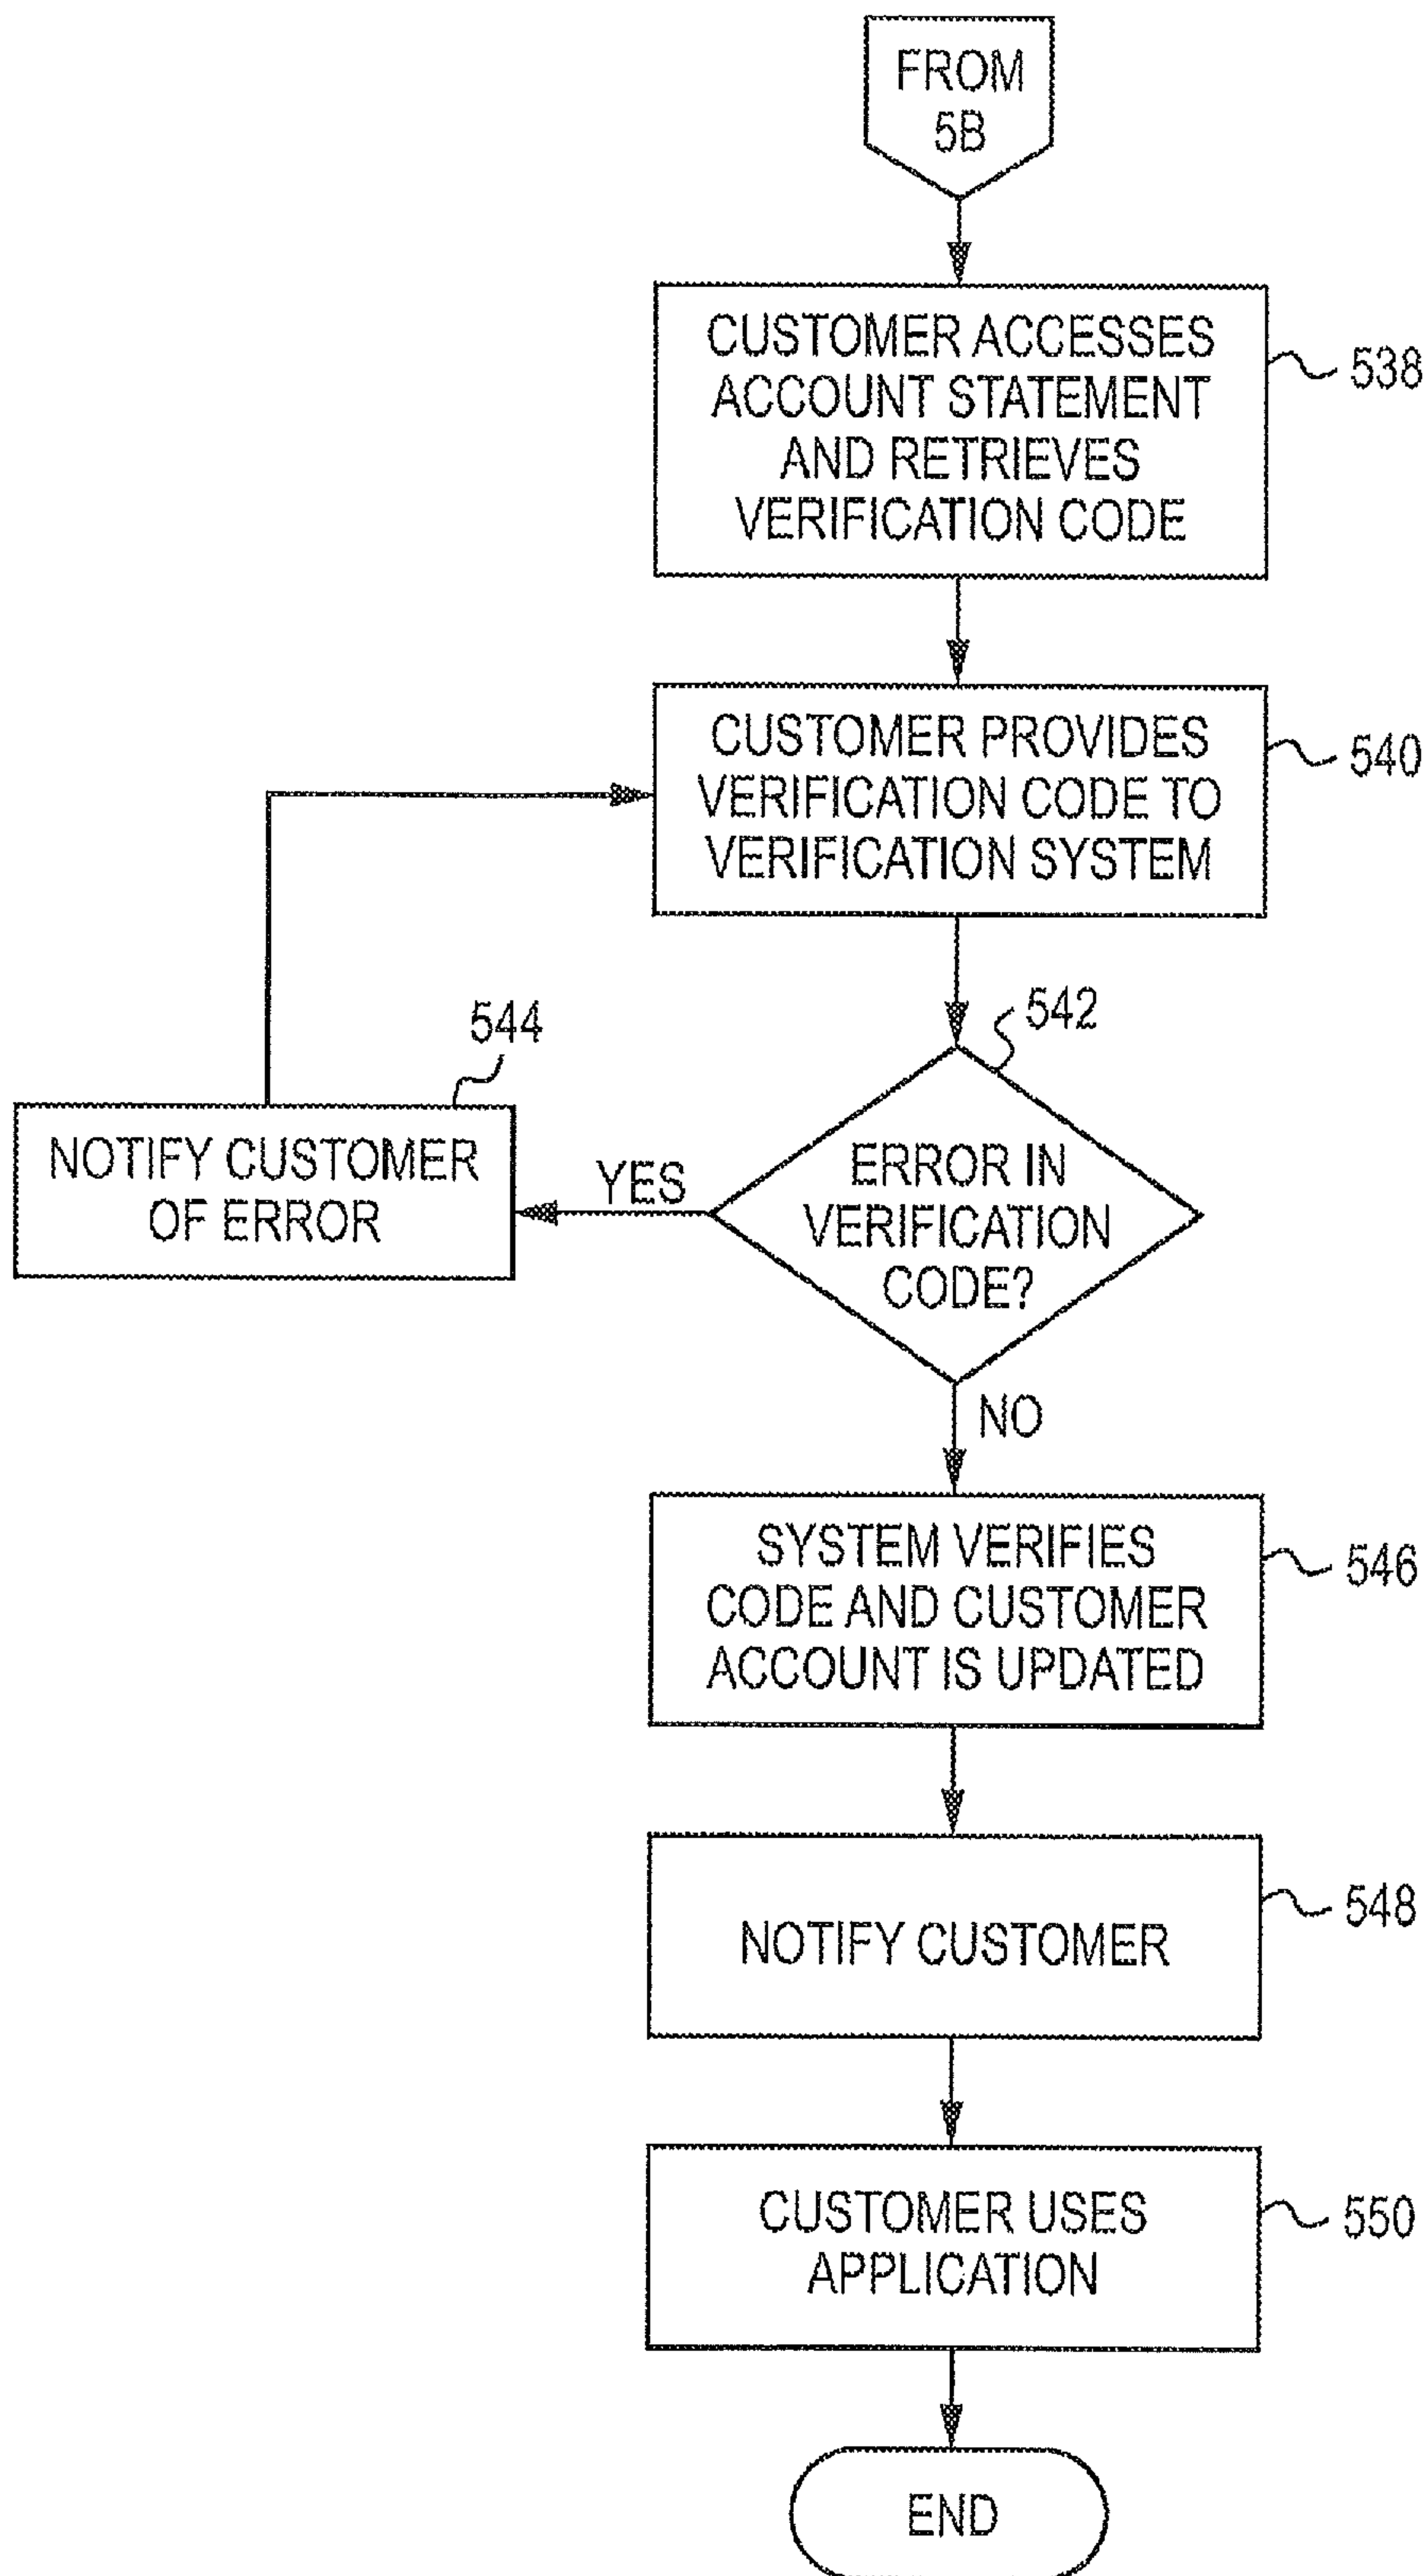 FROM
5B
CUSTOMER ACCESSES
ACCOUNT STATEMENT
AND RETRIEVES
VERIFICATION CODE
538
CUSTOMER PROVIDES
VERIFICATION CODE TO
VERIFICATION SYSTEM
540
542
544
NOTIFY CUSTOMER
OF ERROR
YES
ERROR IN
VERIFICATION
CODE?
NO
SYSTEM VERIFIES
CODE AND CUSTOMER
ACCOUNT IS UPDATED
546
NOTIFY CUSTOMER
548
CUSTOMER USES
APPLICATION
550
END